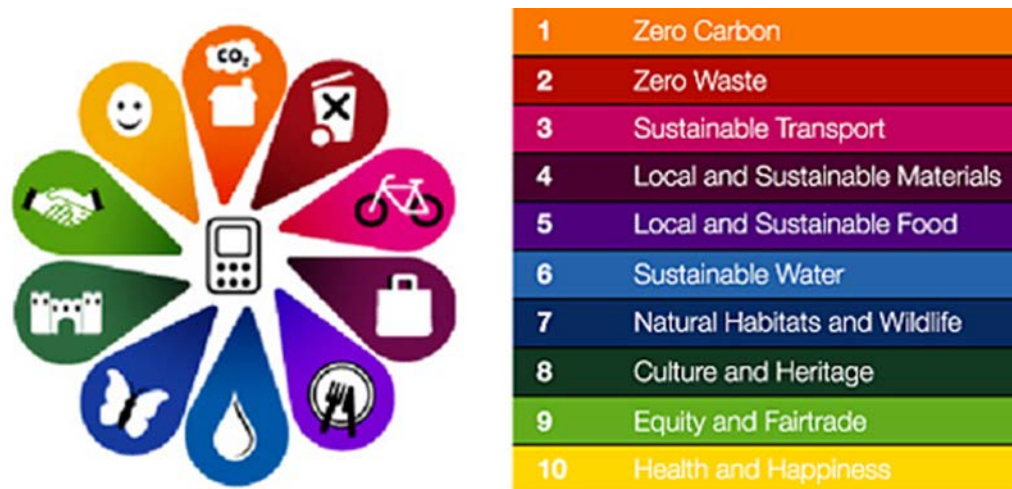 CO₂
1 Zero Carbon
2 Zero Waste
3 Sustainable Transport
4 Local and Sustainable Materials
5 Local and Sustainable Food
6 Sustainable Water
7 Natural Habitats and Wildlife
8 Culture and Heritage
9 Equity and Fairtrade
10 Health and Happiness